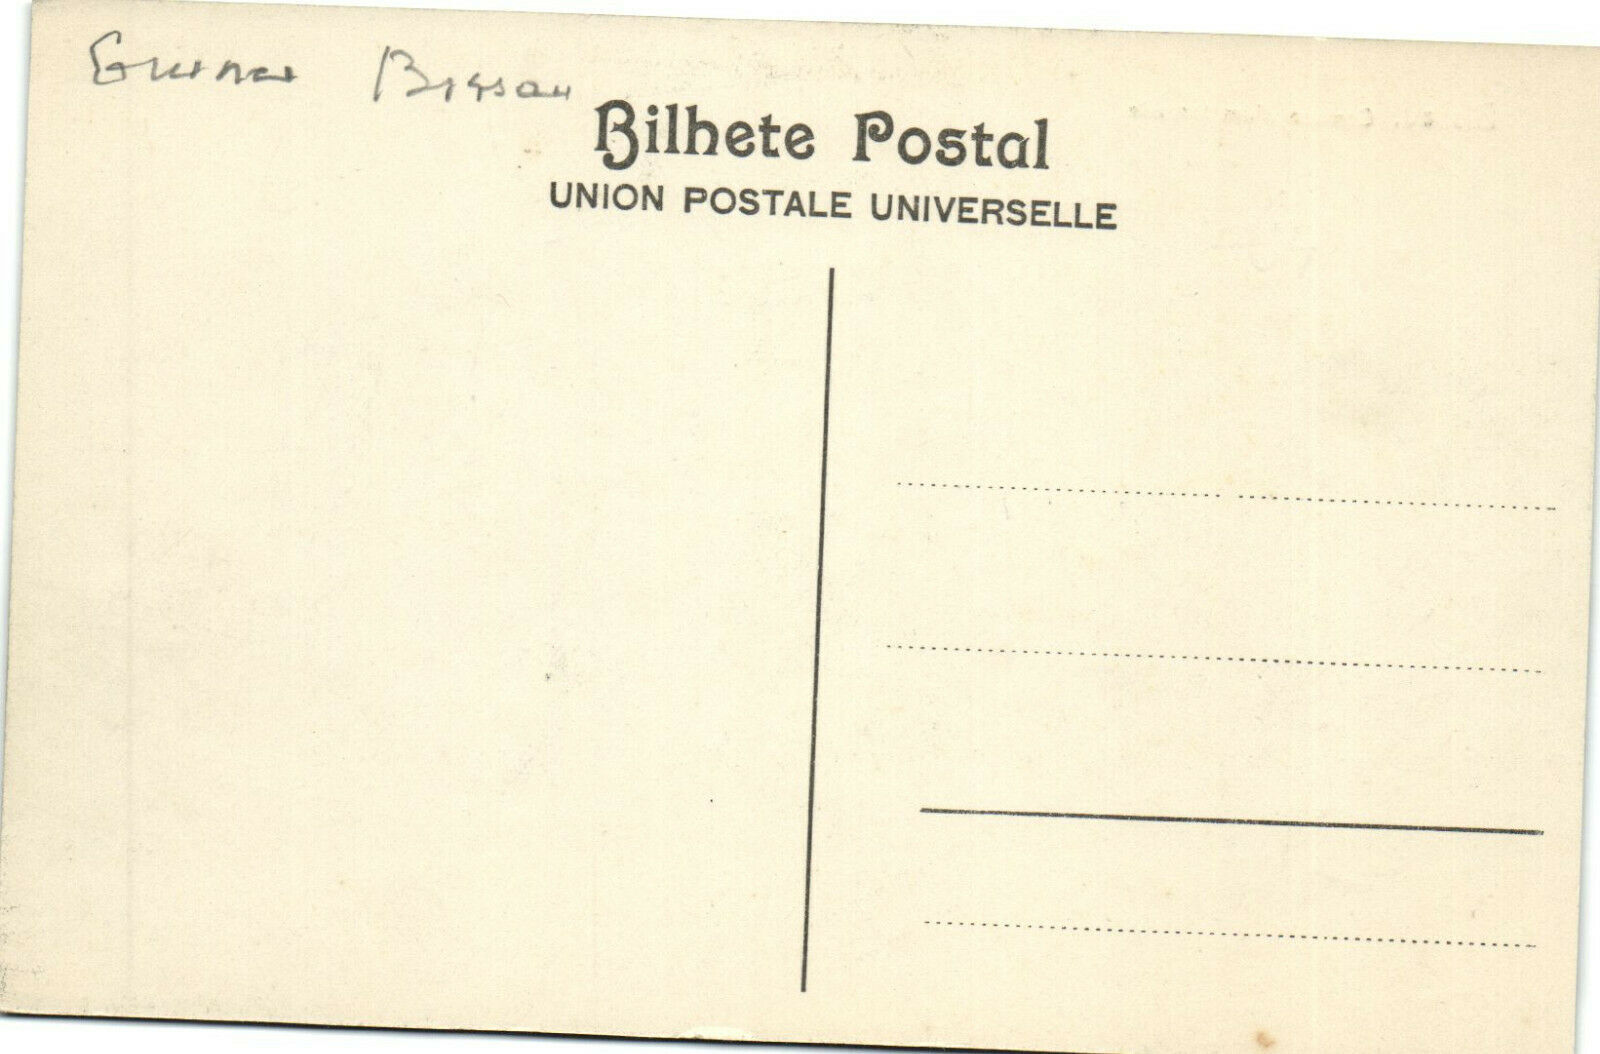 Guinea Bissau
Bilhete Postal
UNION POSTALE UNIVERSELLE